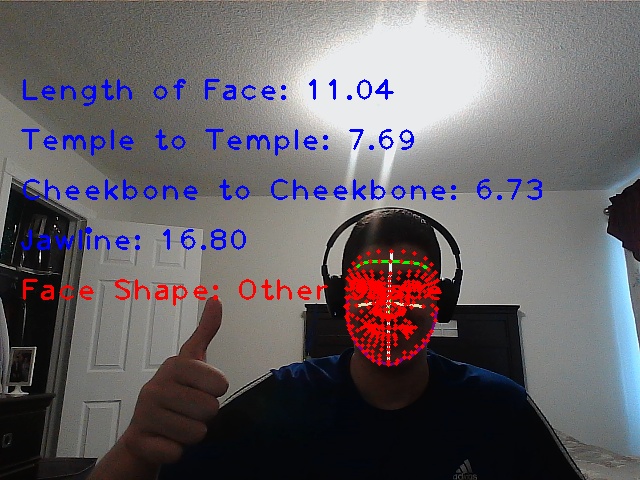 Length of Face: 11.04
Temple to Temple: 7.69
Cheekbone to Cheekbone: 6.73
Jawline: 16.80
Face Shape: Other
adidas